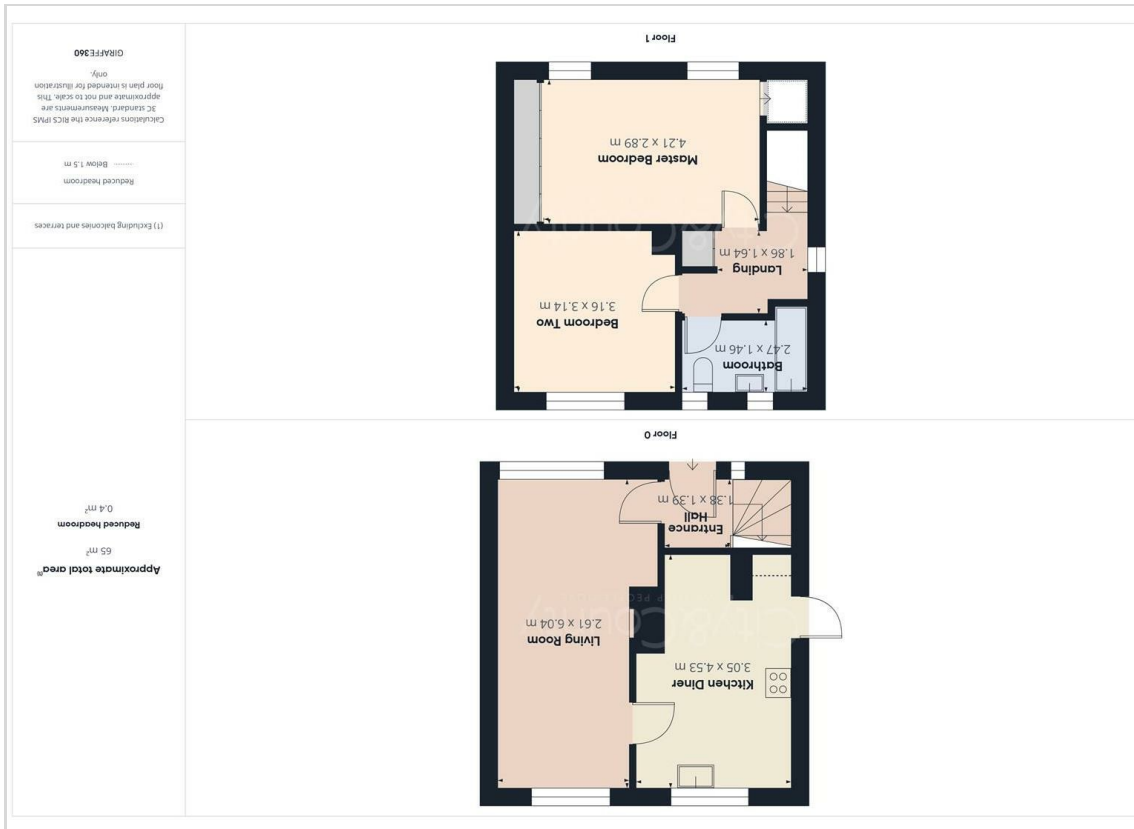 Kitchen Diner
3.05 x 4.53 m
Living Room
2.61 x 6.04 m
City&County
Entrance
Hall
1.38 x 1.39 m
Floor 0
Bathroom
2.47 x 1.46 m
Bedroom Two
3.16 x 3.14 m
Landing
1.86 x 1.64 m
City&County
Master Bedroom
4.21 x 2.89 m
Floor 1
Approximate total area⁽¹⁾
65 m²
Reduced headroom
0.4 m²
(1) Excluding balconies and terraces
Reduced headroom
........ Below 1.5 m
Calculations reference the RICS IPMS
3C standard. Measurements are
approximate and not to scale. This
floor plan is intended for illustration
only.
GIRAFFE360